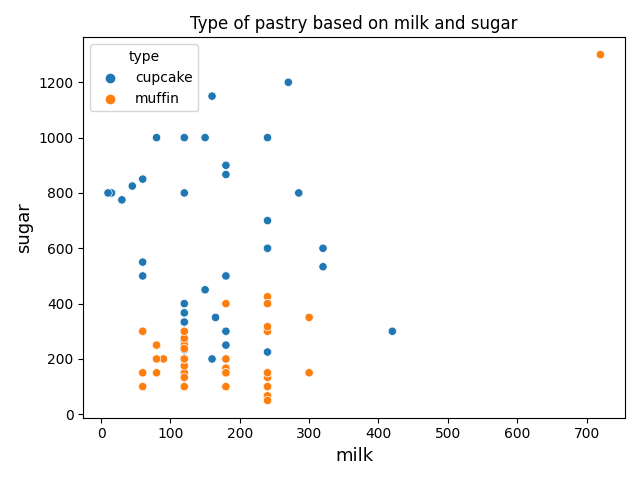 Type of pastry based on milk and sugar
type
cupcake
muffin
sugar
1200
1000
800
600
400
200
0
0 100 200 300 400 500 600 700
milk